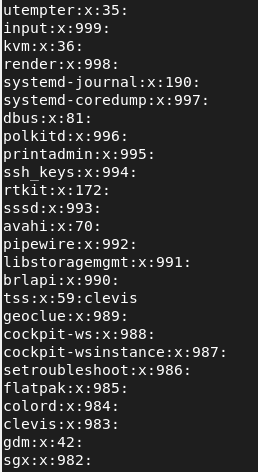 utempter:x:35:
input:x:999:
kvm:x:36:
render:x:998:
systemd-journal:x:190:
systemd-coredump:x:997:
dbus:x:81:
polkitd:x:996:
printadmin:x:995:
ssh_keys:x:994:
rtkit:x:172:
sssd:x:993:
avahi:x:70:
pipewire:x:992:
libstoragemgmt:x:991:
brlapi:x:990:
tss:x:59:clevis
geoclue:x:989:
cockpit-ws:x:988:
cockpit-wsinstance:x:987:
setroubleshoot:x:986:
flatpak:x:985:
colord:x:984:
clevis:x:983:
gdm:x:42:
sgx:x:982: